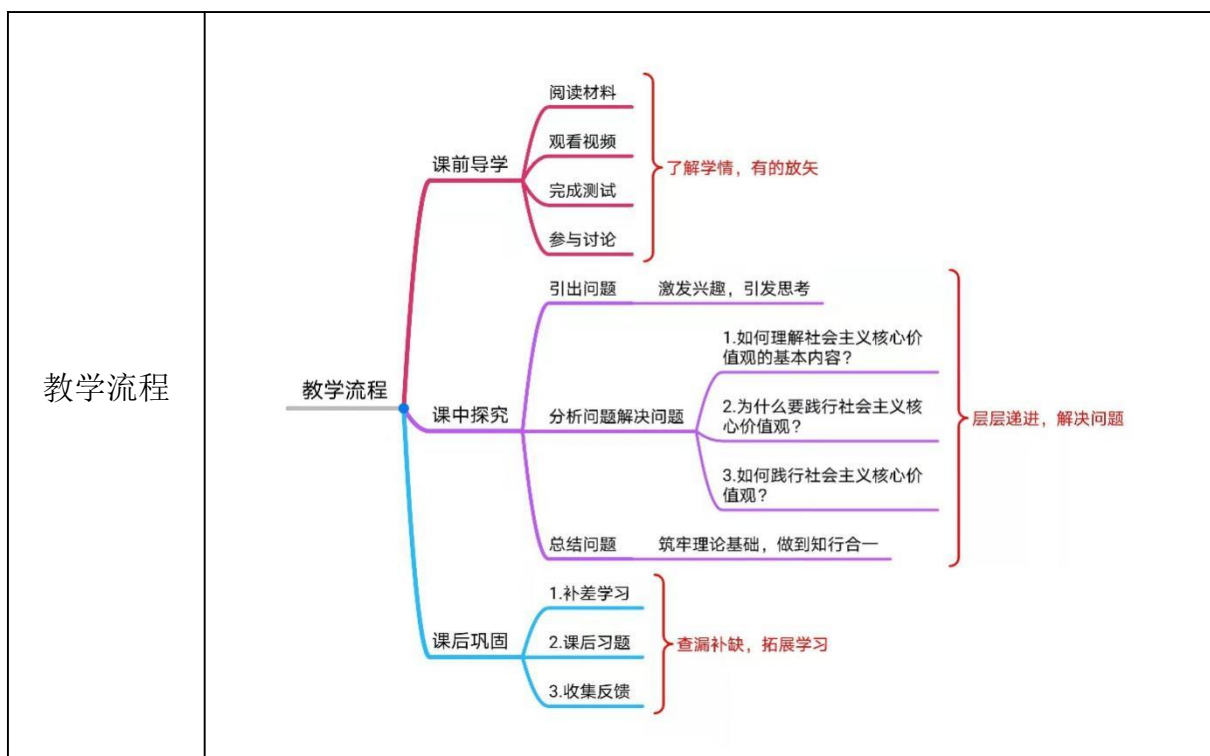 教学流程
教学流程
课前导学
阅读材料
观看视频
完成测试
参与讨论
了解学情，有的放矢
课中探究
引出问题
激发兴趣，引发思考
分析问题解决问题
1.如何理解社会主义核心价
值观的基本内容？
2.为什么要践行社会主义核
心价值观？
3.如何践行社会主义核心价
值观？
总结问题
筑牢理论基础，做到知行合一
层层递进，解决问题
课后巩固
1.补差学习
2.课后习题
3.收集反馈
查漏补缺，拓展学习